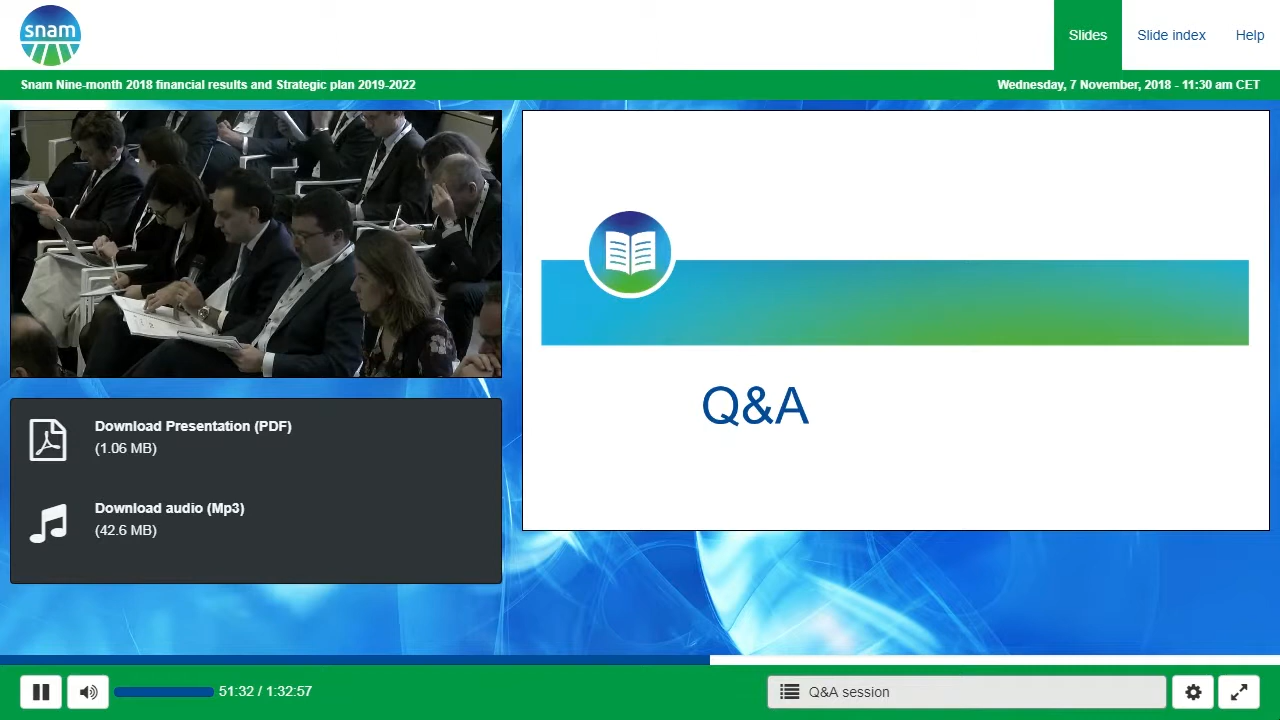 snam
Slides
Slide index
Help
Snam Nine-month 2018 financial results and Strategic plan 2019-2022
Wednesday, 7 November, 2018 - 11:30 am CET
Q&A
Download Presentation (PDF)
(1.06 MB)
Download audio (Mp3)
(42.6 MB)
51:32 / 1:32:57
Q&A session